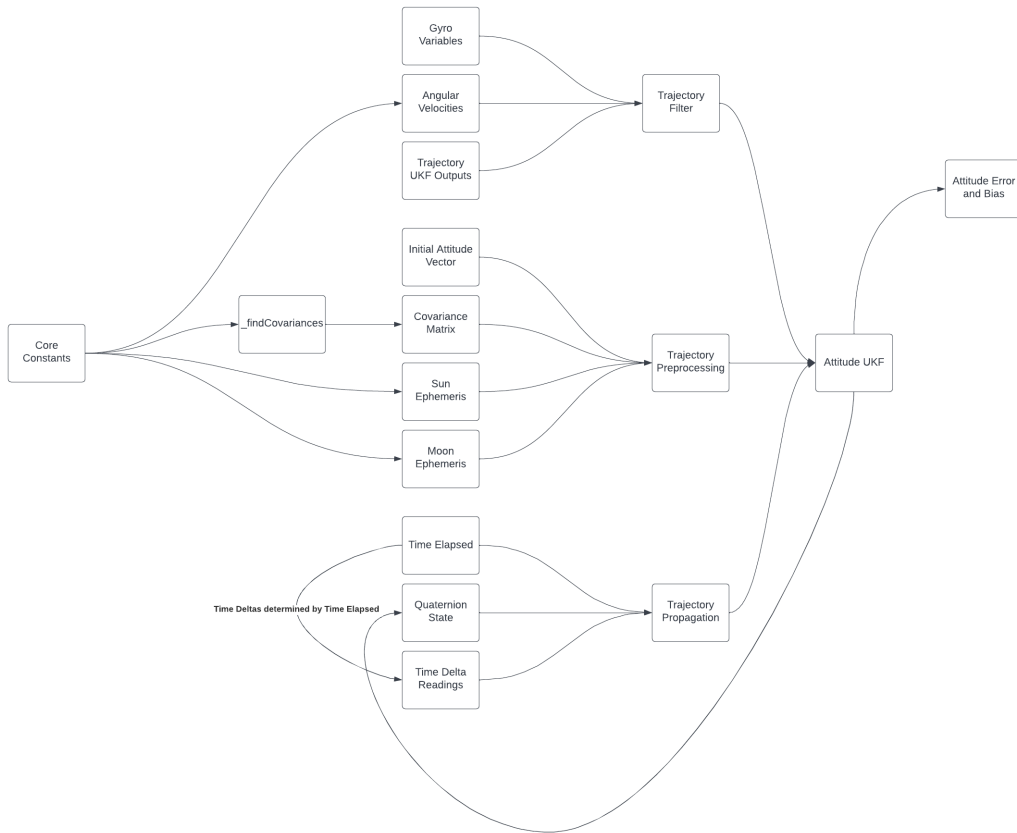 Gyro
Variables
Angular
Velocities
Trajectory
UKF Outputs
Trajectory
Filter
Attitude Error
and Bias
Initial Attitude
Vector
Core
Constants
_findCovariances
Covariance
Matrix
Sun
Ephemeris
Moon
Ephemeris
Trajectory
Preprocessing
Attitude UKF
Time Elapsed
Time Deltas determined by Time Elapsed
Quaternion
State
Time Delta
Readings
Trajectory
Propagation